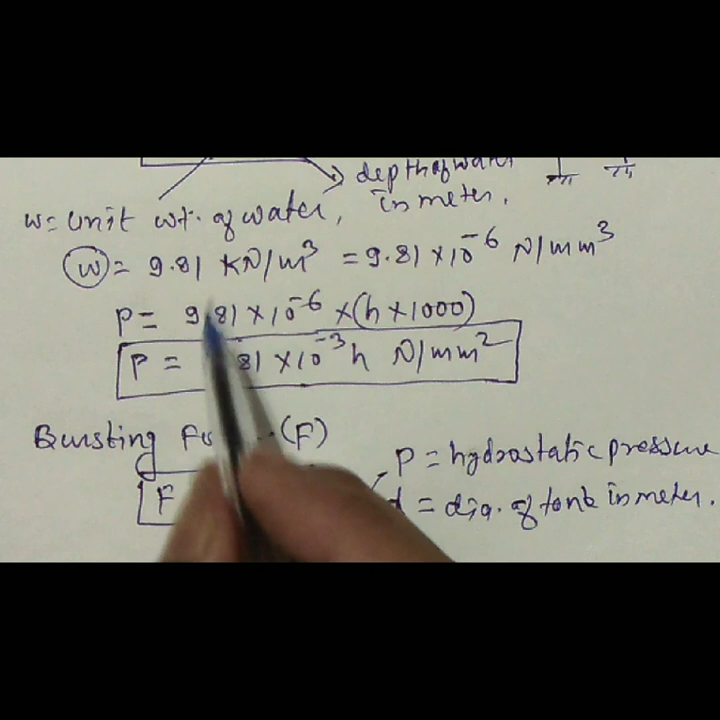 depth of water
w = unit wt. of water, in meter.
w = 9.81 KN/m³ = 9.81 × 10⁻⁶ N/mm³
P = 9.81 × 10⁻⁶ × (h × 1000)
P = 81 × 10⁻³ h N/mm²
Bursting (F)
P = hydrostatic pressure
F
d = dia. of tank in meter.